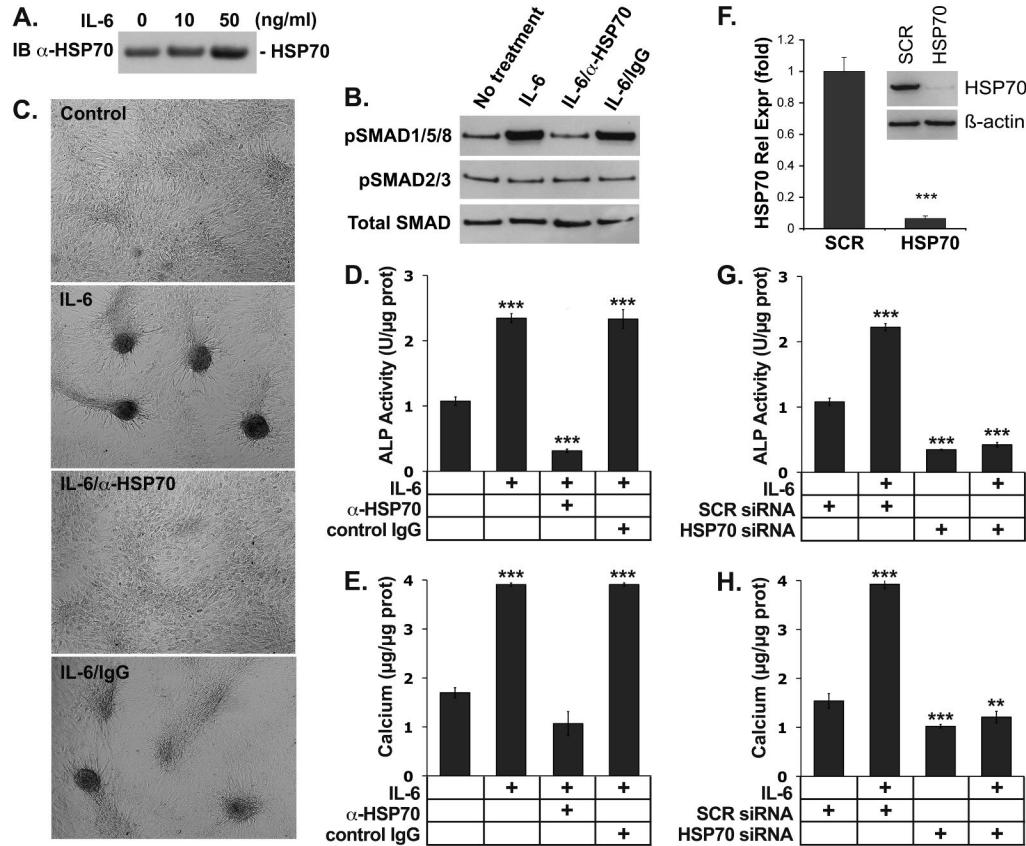 A.
IL-6 0 10 50 (ng/ml)
IB α-HSP70 - HSP70
B.
No treatment
IL-6
IL-6/α-HSP70
IL-6/IgG
pSMAD1/5/8
pSMAD2/3
Total SMAD
C.
Control
IL-6
IL-6/α-HSP70
IL-6/IgG
D.
ALP Activity (U/µg prot)
3
2
1
0
***
***
***
IL-6 + + +
α-HSP70 +
control IgG +
E.
Calcium (µg/µg prot)
4
3
2
1
0
***
***
IL-6 + + +
α-HSP70 +
control IgG +
F.
HSP70 Rel Expr (fold)
1.2
1
0.8
0.6
0.4
0.2
0
***
SCR HSP70
SCR
HSP70
HSP70
ß-actin
G.
ALP Activity (U/µg prot)
3
2
1
0
***
***
***
IL-6 + +
SCR siRNA + +
HSP70 siRNA + +
H.
Calcium (µg/µg prot)
4
3
2
1
0
***
***
**
IL-6 + +
SCR siRNA + +
HSP70 siRNA + +